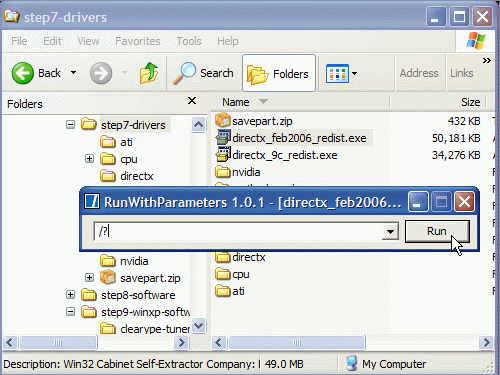 step7-drivers
File Edit View Favorites Tools Help
Back Search Folders Address Links
Folders
Name Size
step7-drivers
ati
cpu
directx
savepart.zip 432 KB
directx_feb2006_redist.exe 50,181 KB
directx_9c_redist.exe 34,276 KB
nvidia
RunWithParameters 1.0.1 - [directx_feb2006...
/? Run
nvidia
savepart.zip
step8-software
step9-winxp-softw
clearype-tuner
directx
cpu
ati
Description: Win32 Cabinet Self-Extractor Company: 49.0 MB My Computer